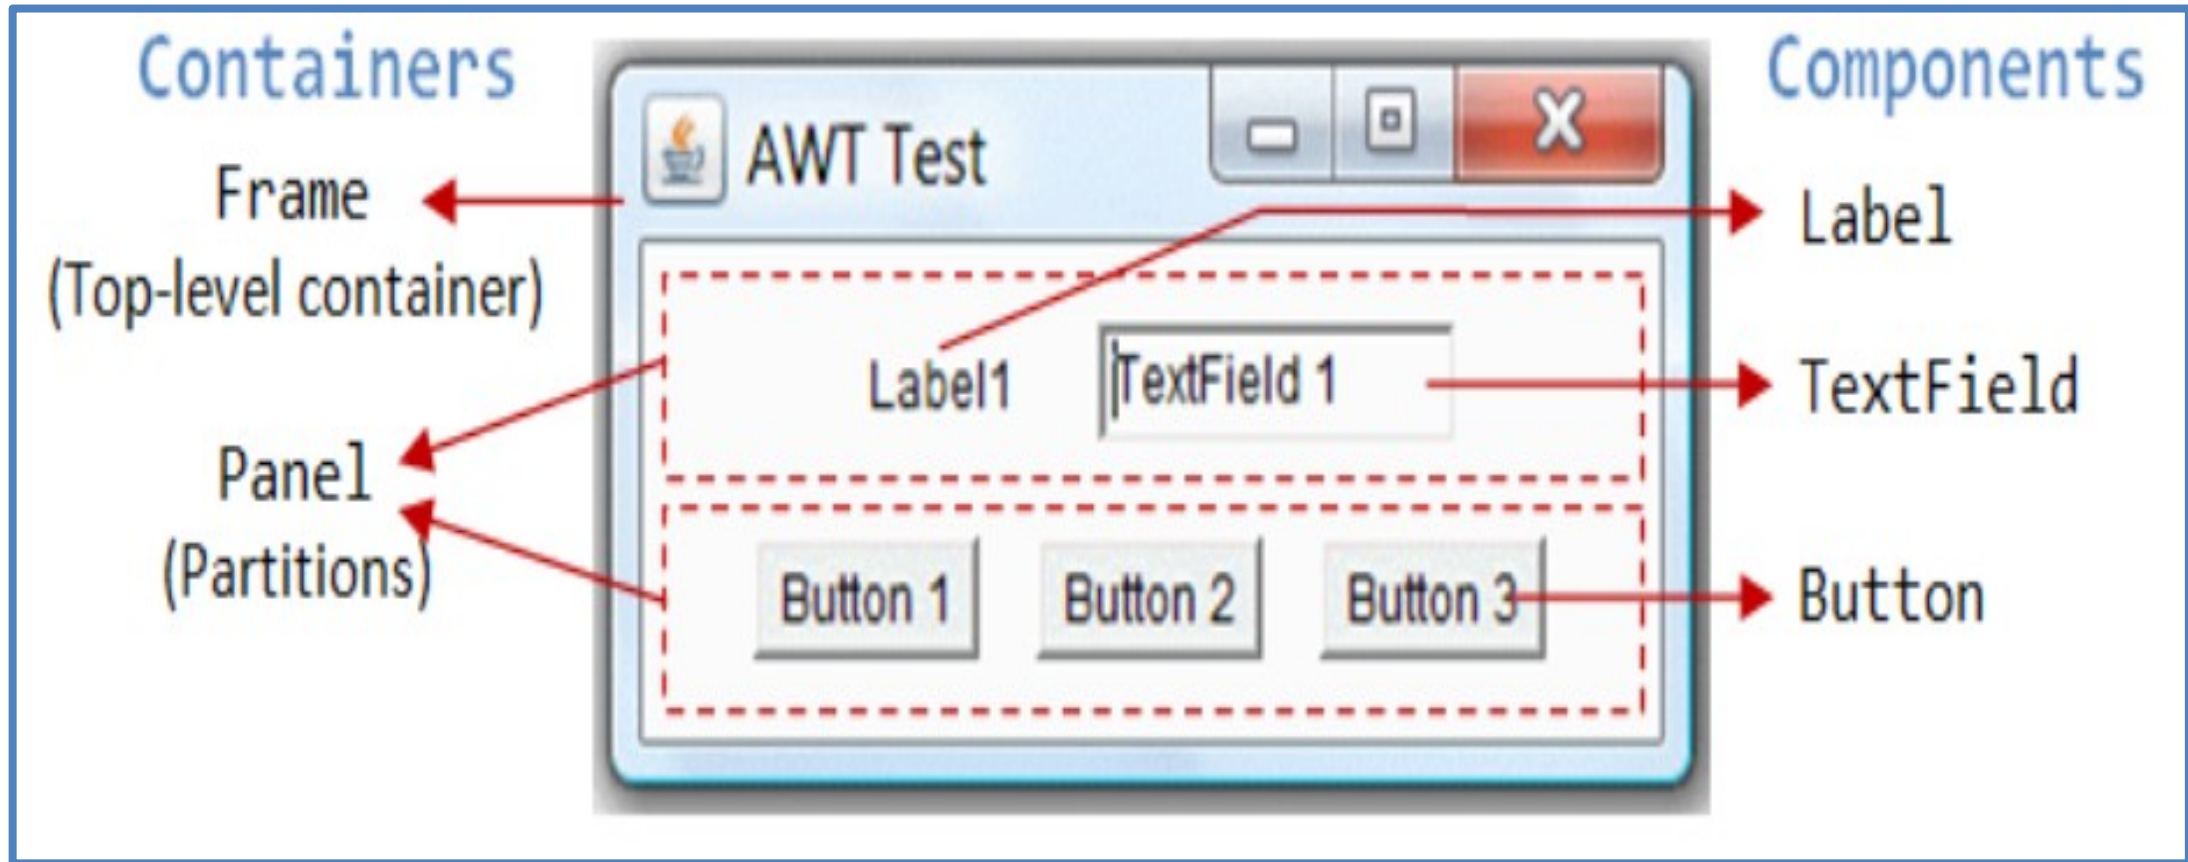 Containers
Frame
(Top-level container)
Panel
(Partitions)
AWT Test
Label1
TextField 1
Button 1 Button 2 Button 3
Components
Label
TextField
Button